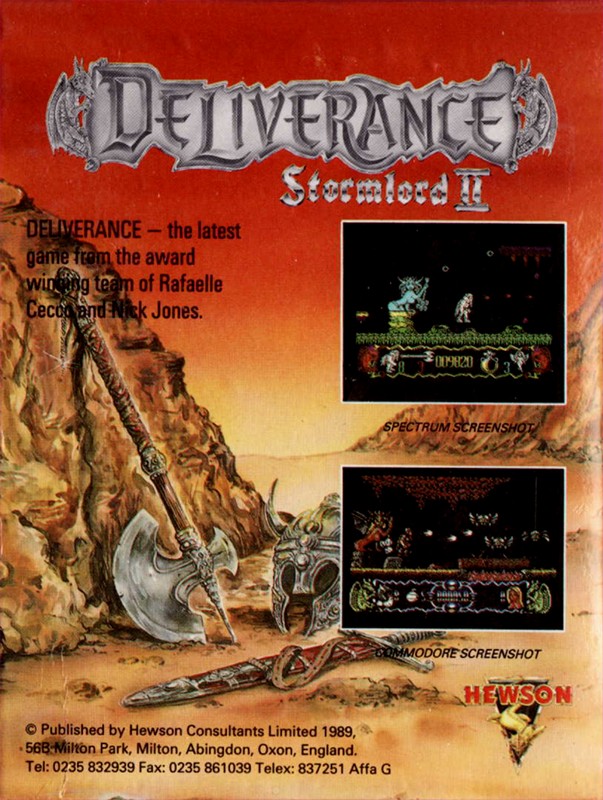 DELIVERANCE
Stormlord II
DELIVERANCE – the latest
game from the award
winning team of Rafaelle
Cecco and Nick Jones.
009820
SPECTRUM SCREENSHOT
COMMODORE SCREENSHOT
HEWSON
© Published by Hewson Consultants Limited 1989,
56B Milton Park, Milton, Abingdon, Oxon, England.
Tel: 0235 832939 Fax: 0235 861039 Telex: 837251 Affa G